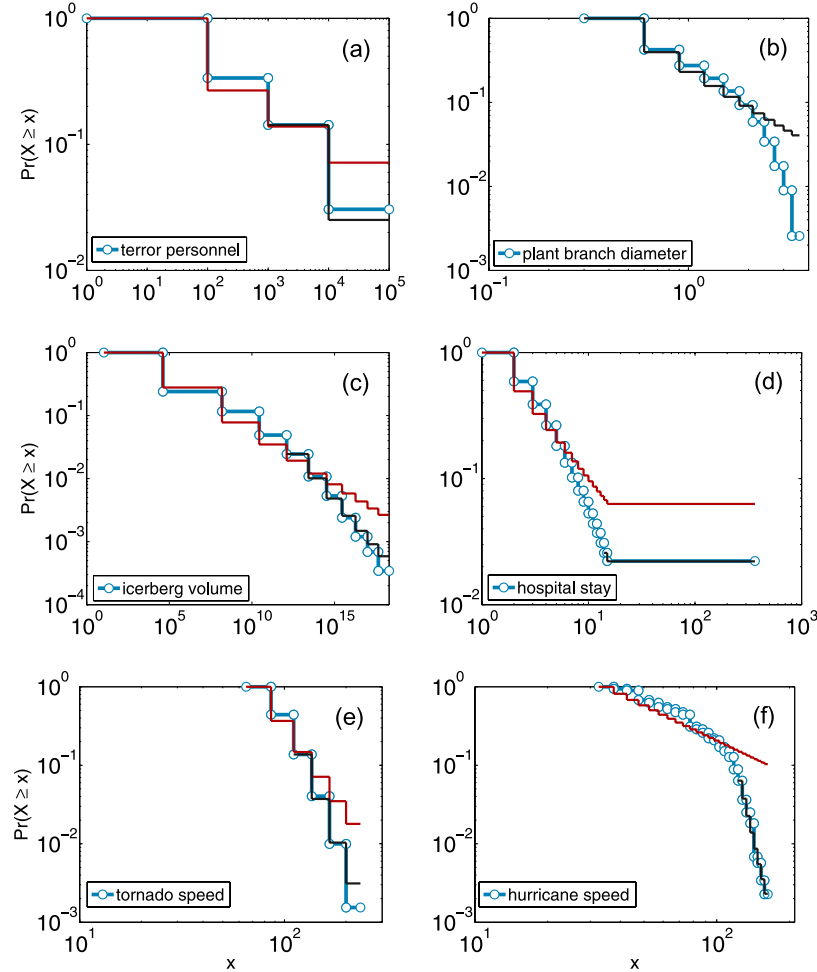 10^0
10^-1
10^-2
Pr(X ≥ x)
(a)
terror personnel
10^0 10^1 10^2 10^3 10^4 10^5
10^0
10^-1
10^-2
10^-3
(b)
plant branch diameter
10^-1 10^0
10^0
10^-1
10^-2
10^-3
10^-4
Pr(X ≥ x)
(c)
icerberg volume
10^0 10^5 10^10 10^15
10^0
10^-1
10^-2
(d)
hospital stay
10^0 10^1 10^2 10^3
10^0
10^-1
10^-2
10^-3
Pr(X ≥ x)
(e)
tornado speed
10^1 10^2
x
10^0
10^-1
10^-2
10^-3
(f)
hurricane speed
10^1 10^2
x